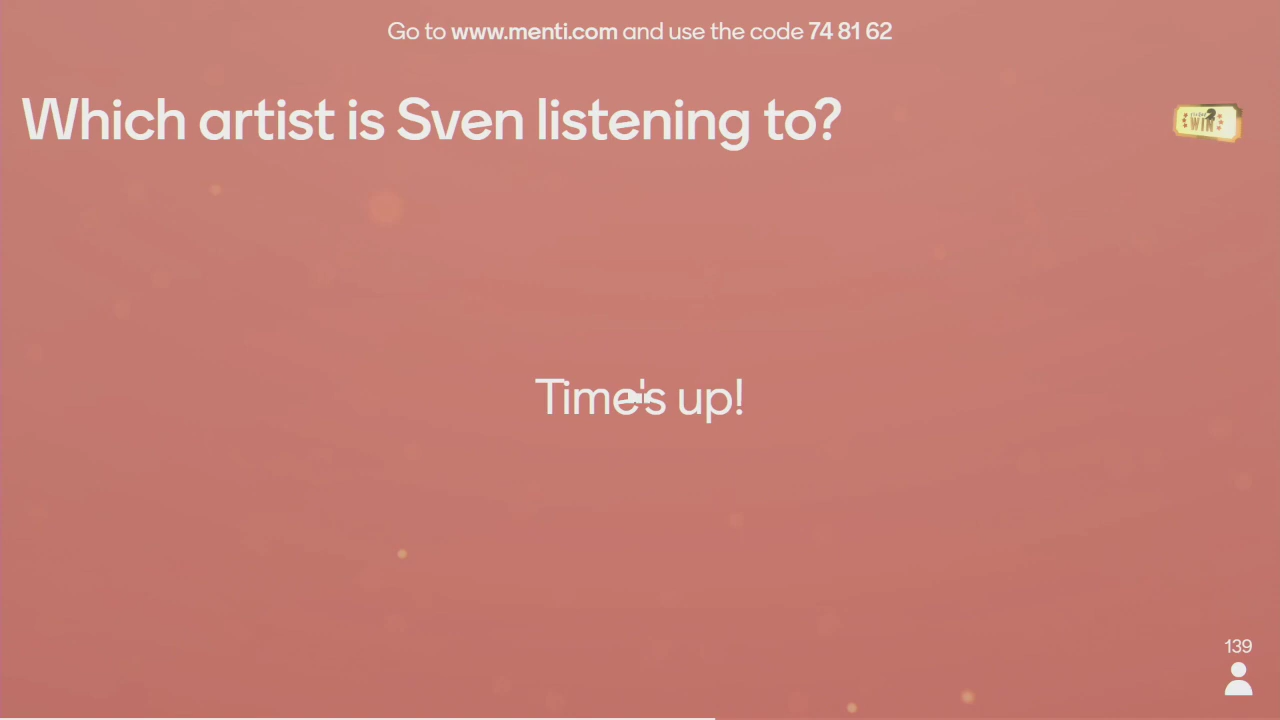 Go to www.menti.com and use the code 74 81 62
Which artist is Sven listening to?
WIN
Time's up!
139